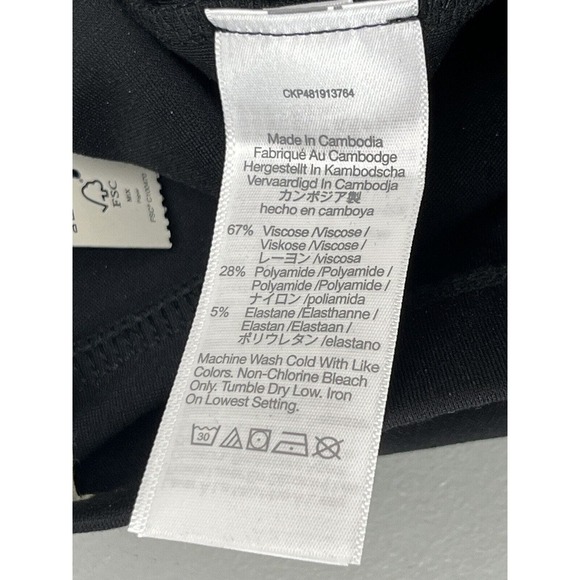 CKP481913764
Made In Cambodia
Fabriqué Au Cambodge
Hergestellt In Kambodscha
Vervaardigd In Cambodja
カンボジア製
hecho en camboya
67% Viscose /Viscose/
Viskose /Viscose/
レーヨン /viscosa
28% Polyamide /Polyamide/
Polyamide /Polyamide/
ナイロン /poliamida
5% Elastane /Elasthanne/
Elastan /Elastaan/
ポリウレタン /elastano
Machine Wash Cold With Like
Colors. Non-Chlorine Bleach
Only. Tumble Dry Low. Iron
On Lowest Setting.
30
FSC
MIX